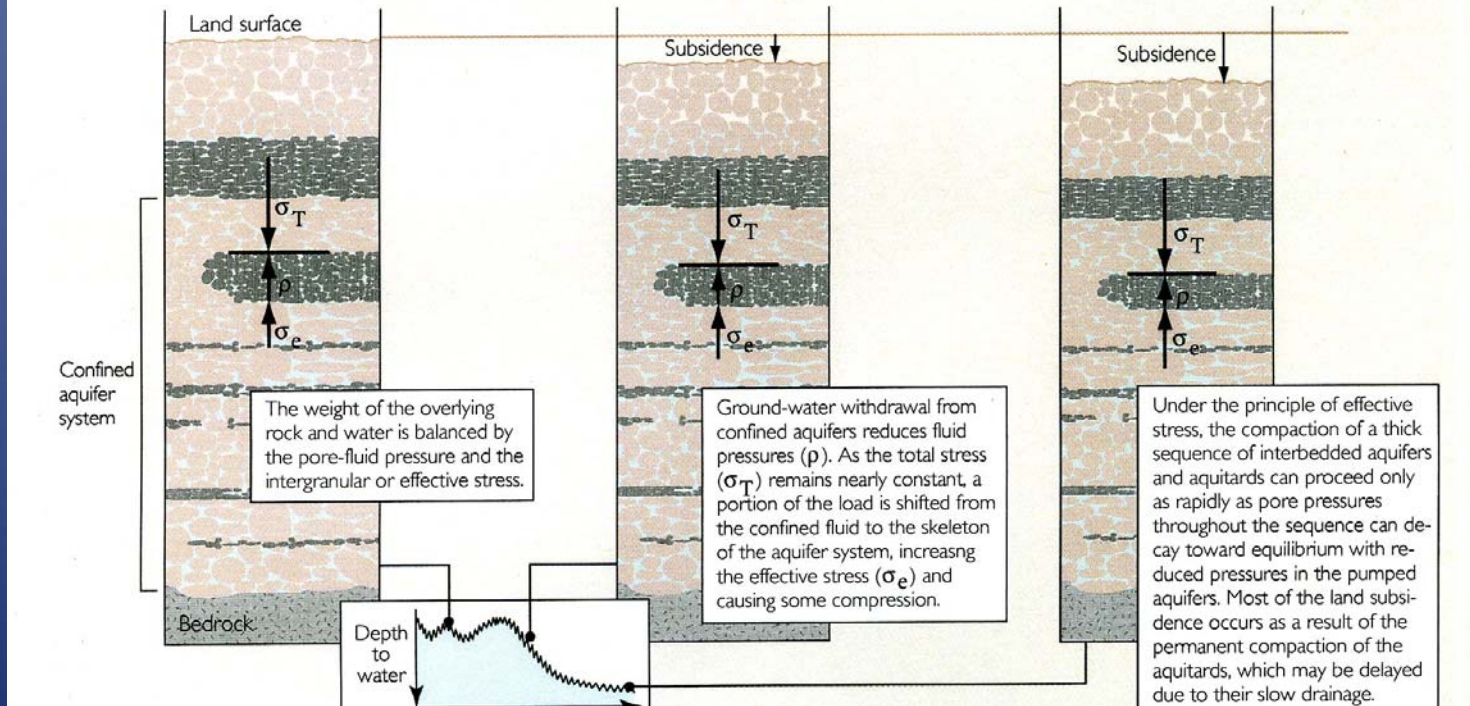 Land surface
Subsidence
Subsidence
σT
ρ
σe
σT
ρ
σe
σT
ρ
σe
Confined
aquifer
system
Bedrock
The weight of the overlying
rock and water is balanced by
the pore-fluid pressure and the
intergranular or effective stress.
Ground-water withdrawal from
confined aquifers reduces fluid
pressures (ρ). As the total stress
(σT) remains nearly constant, a
portion of the load is shifted from
the confined fluid to the skeleton
of the aquifer system, increasng
the effective stress (σe) and
causing some compression.
Under the principle of effective
stress, the compaction of a thick
sequence of interbedded aquifers
and aquitards can proceed only
as rapidly as pore pressures
throughout the sequence can de-
cay toward equilibrium with re-
duced pressures in the pumped
aquifers. Most of the land subsi-
dence occurs as a result of the
permanent compaction of the
aquitards, which may be delayed
due to their slow drainage.
Depth
to
water